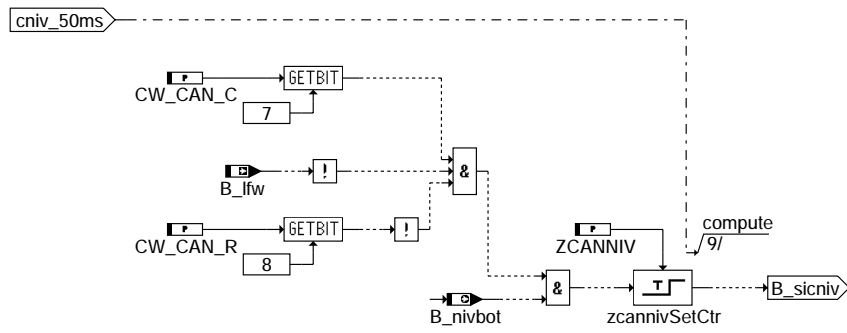 cniv_50ms
GETBIT
CW_CAN_C
7
&
!
B_lfw
compute
9/
GETBIT
!
CW_CAN_R
ZCANNIV
8
&
T
B_sicniv
B_nivbot
zcannivSetCtr